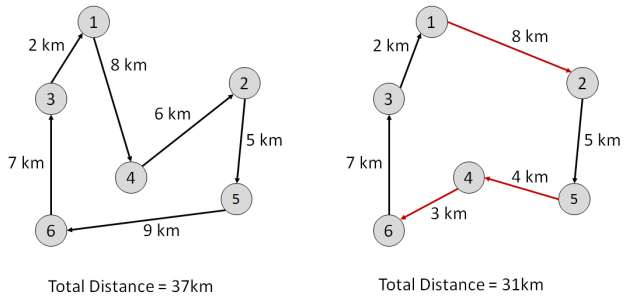 1
2 km
8 km
2
3
6 km
5 km
7 km
4
5
6
9 km
Total Distance = 37km
1
8 km
2 km
2
3
5 km
7 km
4
4 km
5
3 km
6
Total Distance = 31km